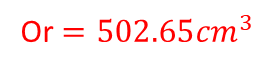 Or = 502.65cm³